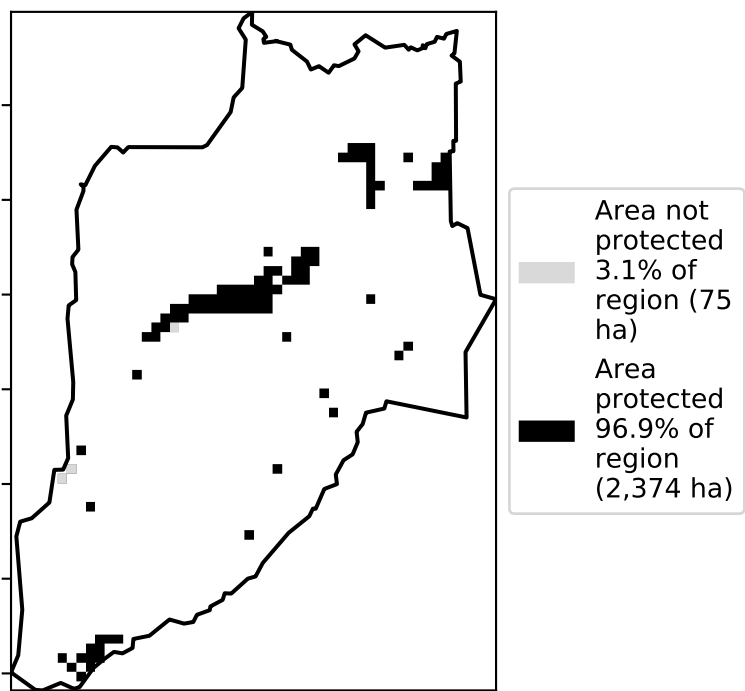 Area not
protected
3.1% of
region (75
ha)
Area
protected
96.9% of
region
(2,374 ha)